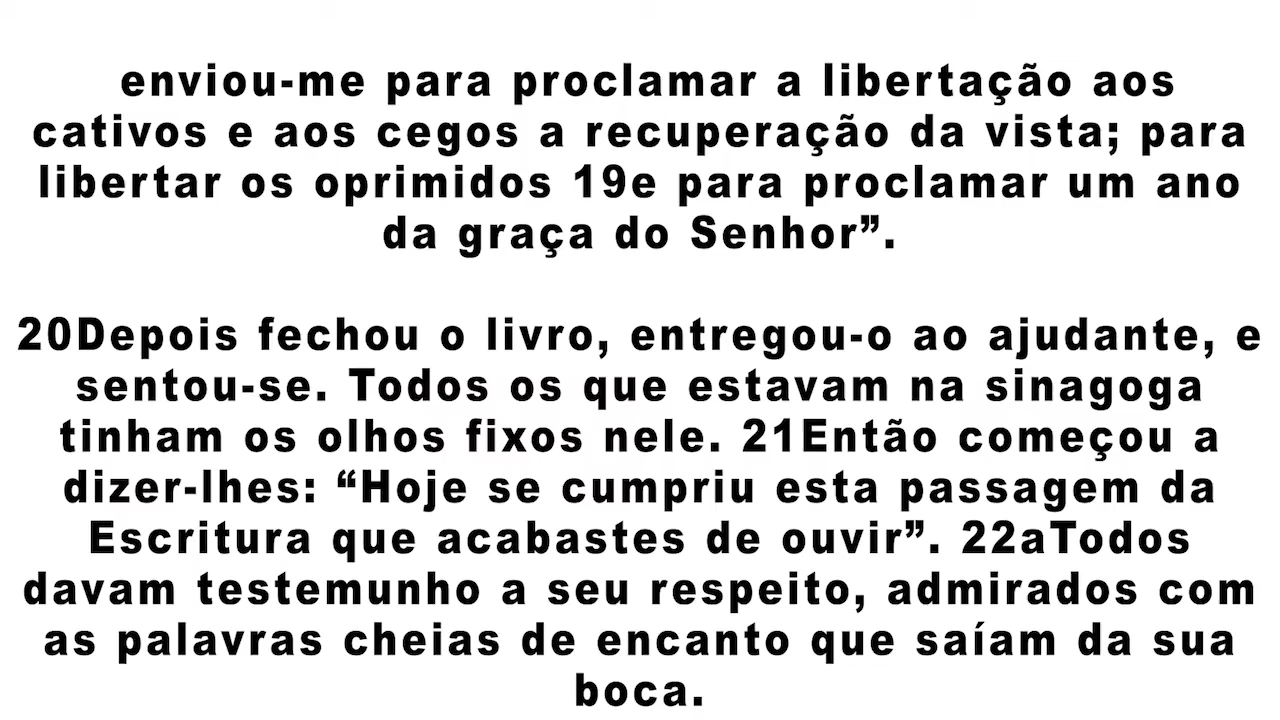 enviou-me para proclamar a libertação aos
cativos e aos cegos a recuperação da vista; para
libertar os oprimidos 19e para proclamar um ano
da graça do Senhor”.
20Depois fechou o livro, entregou-o ao ajudante, e
sentou-se. Todos os que estavam na sinagoga
tinham os olhos fixos nele. 21Então começou a
dizer-lhes: “Hoje se cumpriu esta passagem da
Escritura que acabastes de ouvir”. 22aTodos
davam testemunho a seu respeito, admirados com
as palavras cheias de encanto que saíam da sua
boca.